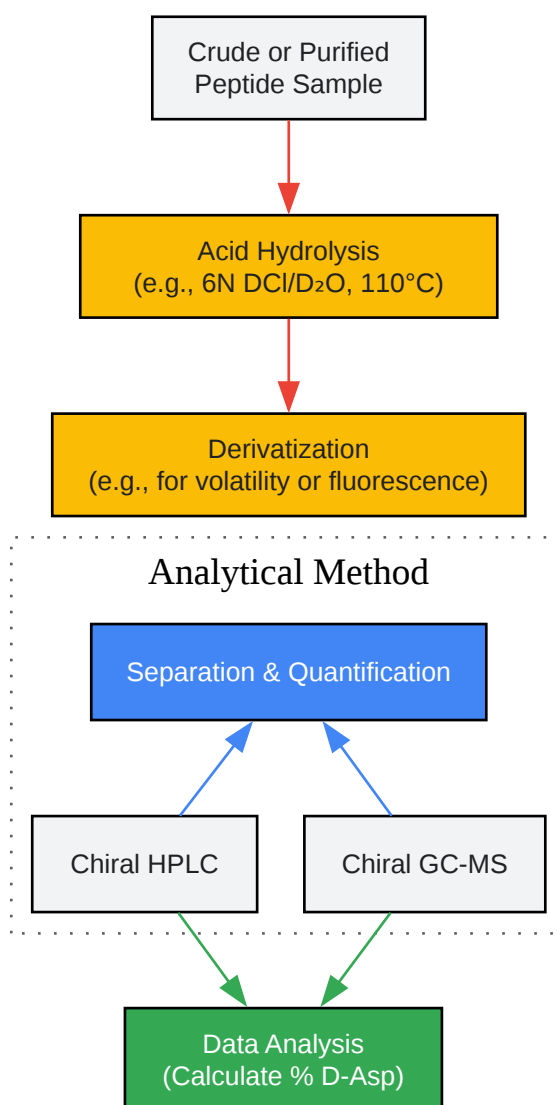 Crude or Purified
Peptide Sample
Acid Hydrolysis
(e.g., 6N DCl/D₂O, 110°C)
Derivatization
(e.g., for volatility or fluorescence)
Analytical Method
Separation & Quantification
Chiral HPLC
Chiral GC-MS
Data Analysis
(Calculate % D-Asp)